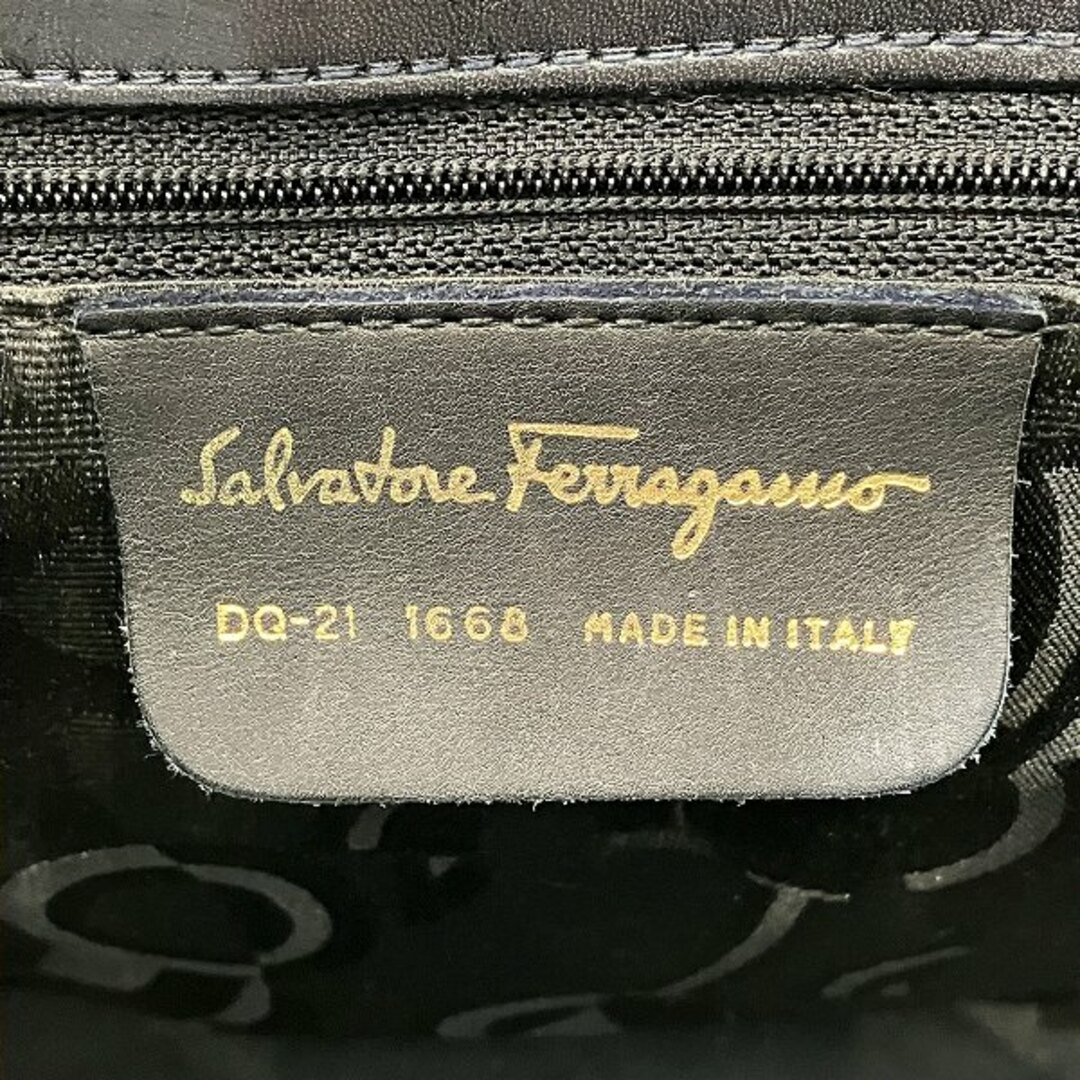 Salvatore Ferragamo
DQ-21 1668 MADE IN ITALY